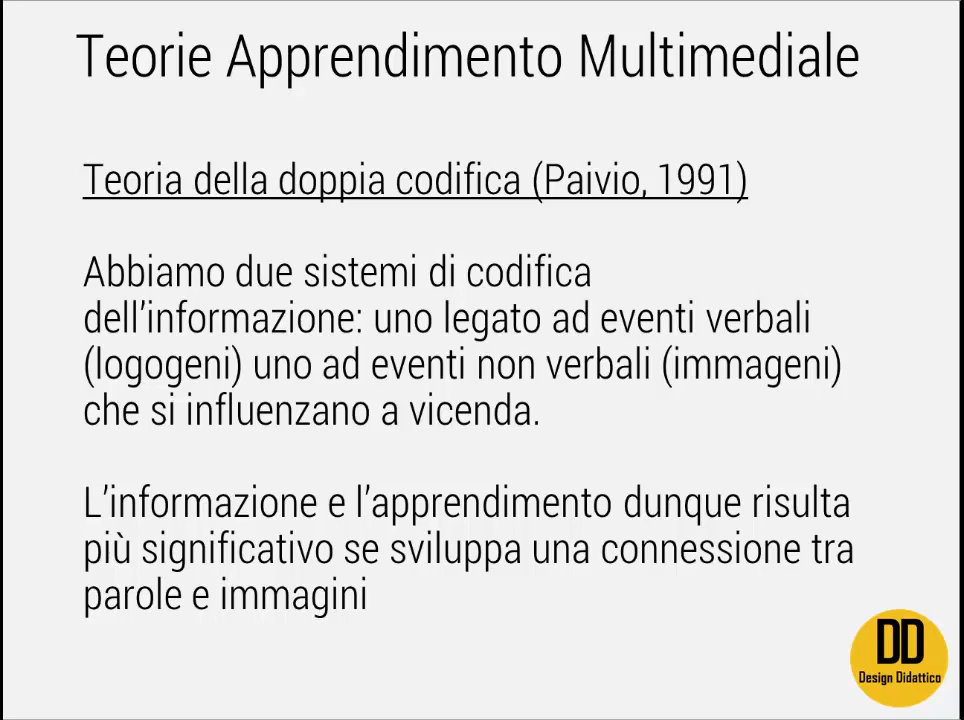 Teorie Apprendimento Multimediale
Teoria della doppia codifica (Paivio, 1991)
Abbiamo due sistemi di codifica
dell’informazione: uno legato ad eventi verbali
(logogeni) uno ad eventi non verbali (immageni)
che si influenzano a vicenda.
L’informazione e l’apprendimento dunque risulta
più significativo se sviluppa una connessione tra
parole e immagini
DD
Design Didattico